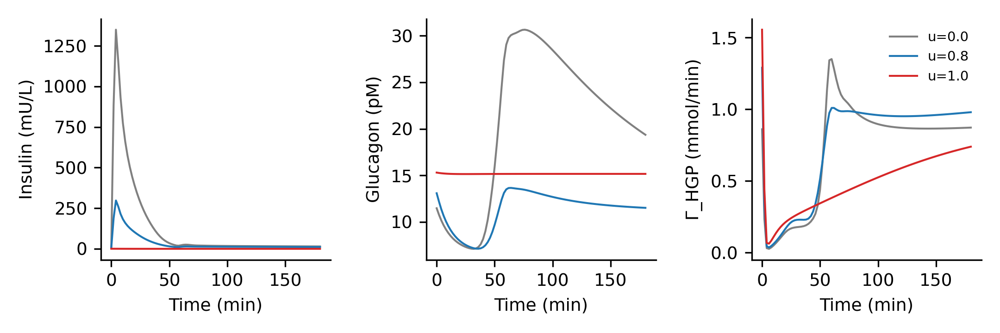 Insulin (mU/L)
1250
1000
750
500
250
0
0 50 100 150
Time (min)
Glucagon (pM)
30
25
20
15
10
0 50 100 150
Time (min)
Γ_HGP (mmol/min)
1.5
1.0
0.5
0.0
0 50 100 150
Time (min)
u=0.0
u=0.8
u=1.0